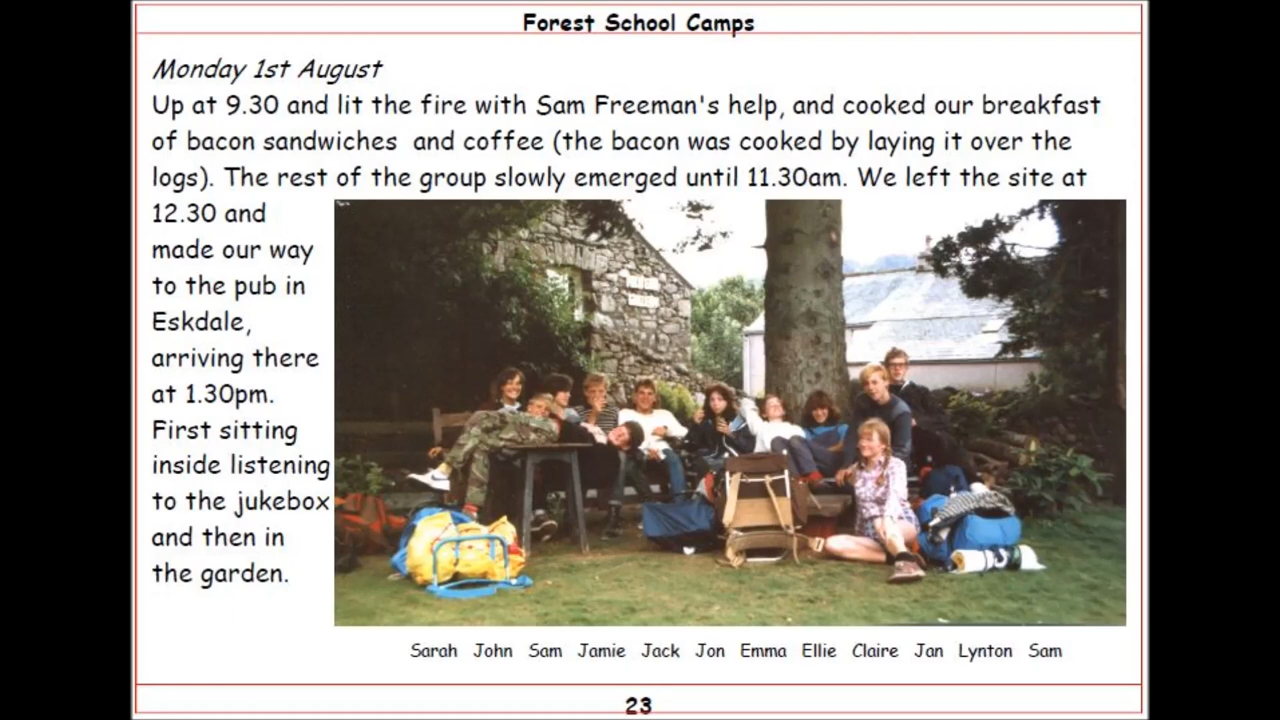 Forest School Camps
Monday 1st August
Up at 9.30 and lit the fire with Sam Freeman's help, and cooked our breakfast
of bacon sandwiches and coffee (the bacon was cooked by laying it over the
logs). The rest of the group slowly emerged until 11.30am. We left the site at
12.30 and
made our way
to the pub in
Eskdale,
arriving there
at 1.30pm.
First sitting
inside listening
to the jukebox
and then in
the garden.
Sarah John Sam Jamie Jack Jon Emma Ellie Claire Jan Lynton Sam
23